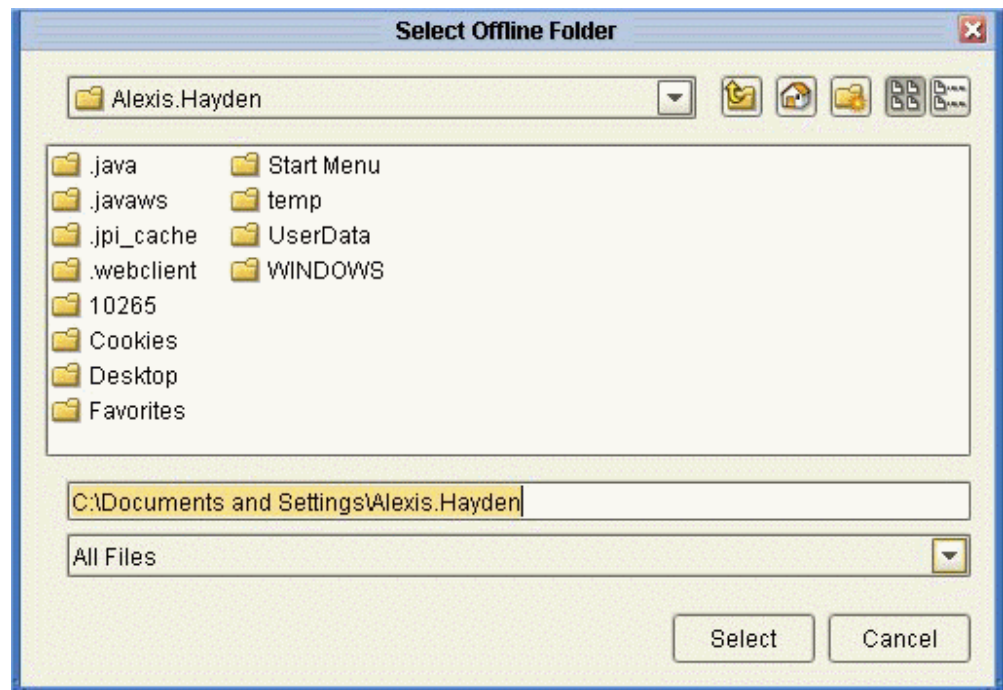 Select Offline Folder
Alexis.Hayden
.java Start Menu
.javaws temp
.jpi_cache UserData
.webclient WINDOWS
10265
Cookies
Desktop
Favorites
C:\Documents and Settings\Alexis.Hayden
All Files
Select Cancel